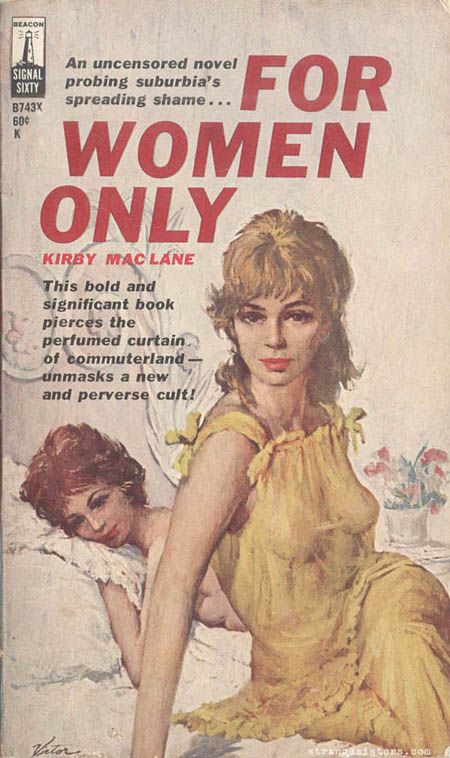 BEACON
SIGNAL
SIXTY
B743X
60¢
K
An uncensored novel
probing suburbia's
spreading shame...
FOR
WOMEN
ONLY
KIRBY MAC LANE
This bold and
significant book
pierces the
perfumed curtain
of commuterland—
unmasks a new
and perverse cult!
Victor
strangesisters.com